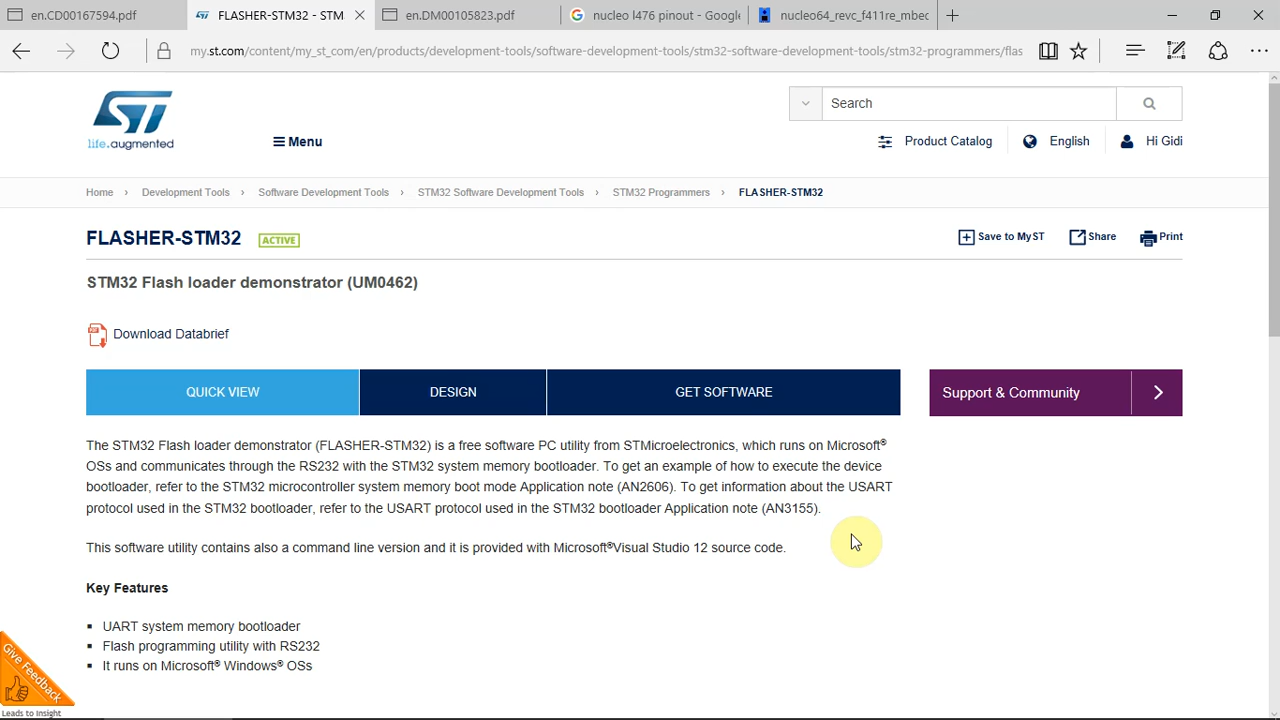 en.CD00167594.pdf
FLASHER-STM32 - STM
en.DM00105823.pdf
nucleo l476 pinout - Google
nucleo64_revc_f411re_mbec
my.st.com/content/my_st_com/en/products/development-tools/software-development-tools/stm32-software-development-tools/stm32-programmers/flas
ST
life.augmented
Menu
Search
Product Catalog
English
Hi Gidi
Home › Development Tools › Software Development Tools › STM32 Software Development Tools › STM32 Programmers › FLASHER-STM32
FLASHER-STM32 ACTIVE
Save to MyST
Share
Print
STM32 Flash loader demonstrator (UM0462)
Download Databrief
QUICK VIEW
DESIGN
GET SOFTWARE
Support & Community
The STM32 Flash loader demonstrator (FLASHER-STM32) is a free software PC utility from STMicroelectronics, which runs on Microsoft®
OSs and communicates through the RS232 with the STM32 system memory bootloader. To get an example of how to execute the device
bootloader, refer to the STM32 microcontroller system memory boot mode Application note (AN2606). To get information about the USART
protocol used in the STM32 bootloader, refer to the USART protocol used in the STM32 bootloader Application note (AN3155).
This software utility contains also a command line version and it is provided with Microsoft®Visual Studio 12 source code.
Key Features
▪ UART system memory bootloader
▪ Flash programming utility with RS232
▪ It runs on Microsoft® Windows® OSs
Give Feedback
Leads to Insight